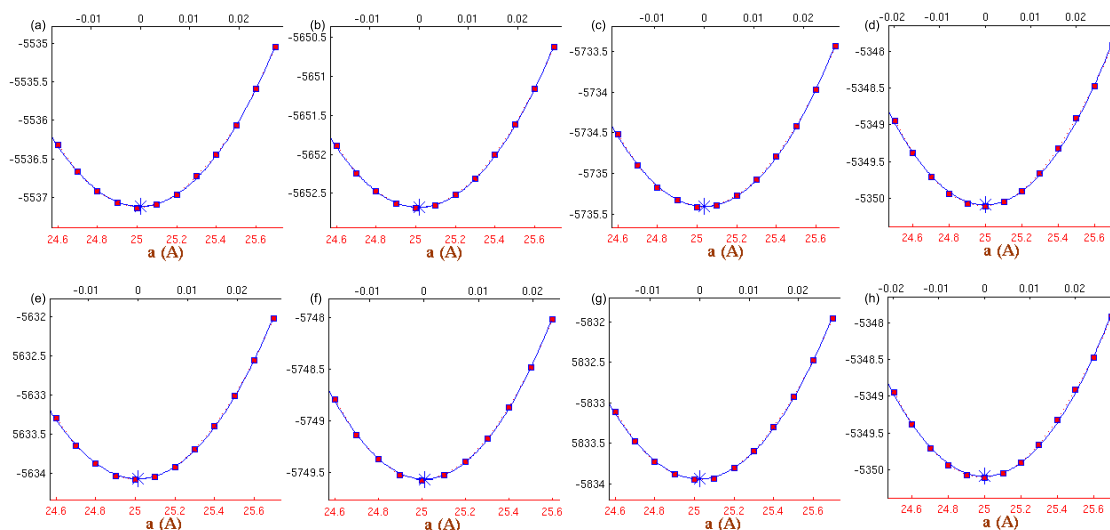 (a) -0.01 0 0.01 0.02
-5535
-5535.5
-5536
-5536.5
-5537
24.6 24.8 25 25.2 25.4 25.6
a (A)
(b) -0.01 0 0.01 0.02
-5650.5
-5651
-5651.5
-5652
-5652.5
24.6 24.8 25 25.2 25.4 25.6
a (A)
(c) -0.01 0 0.01 0.02
-5733.5
-5734
-5734.5
-5735
-5735.5
24.6 24.8 25 25.2 25.4 25.6
a (A)
(d) -0.02 -0.01 0 0.01 0.02
-5348
-5348.5
-5349
-5349.5
-5350
24.6 24.8 25 25.2 25.4 25.6
a (A)
(e) -0.01 0 0.01 0.02
-5632
5632.5
-5633
5633.5
-5634
24.6 24.8 25 25.2 25.4 25.6
a (A)
(f) -0.01 0 0.01 0.02
-5748
-5748.5
-5749
-5749.5
24.6 24.8 25 25.2 25.4 25.6
a (A)
(g) -0.01 0 0.01 0.02
-5832
5832.5
-5833
5833.5
-5834
24.6 24.8 25 25.2 25.4 25.6
a (A)
(h) -0.02 -0.01 0 0.01 0.02
-5348
-5348.5
-5349
-5349.5
-5350
24.6 24.8 25 25.2 25.4 25.6
a (A)